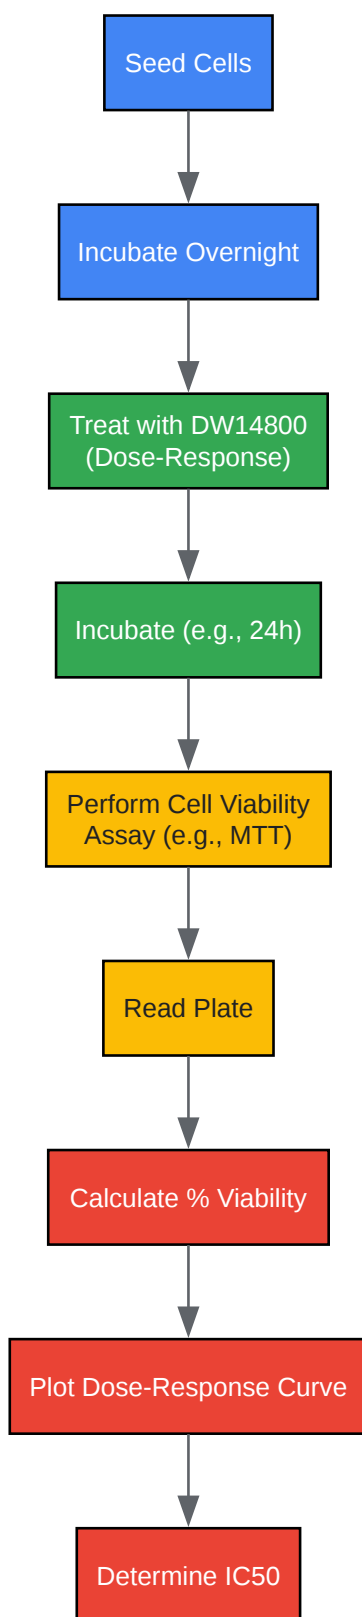 Seed Cells
Incubate Overnight
Treat with DW14800
(Dose-Response)
Incubate (e.g., 24h)
Perform Cell Viability
Assay (e.g., MTT)
Read Plate
Calculate % Viability
Plot Dose-Response Curve
Determine IC50